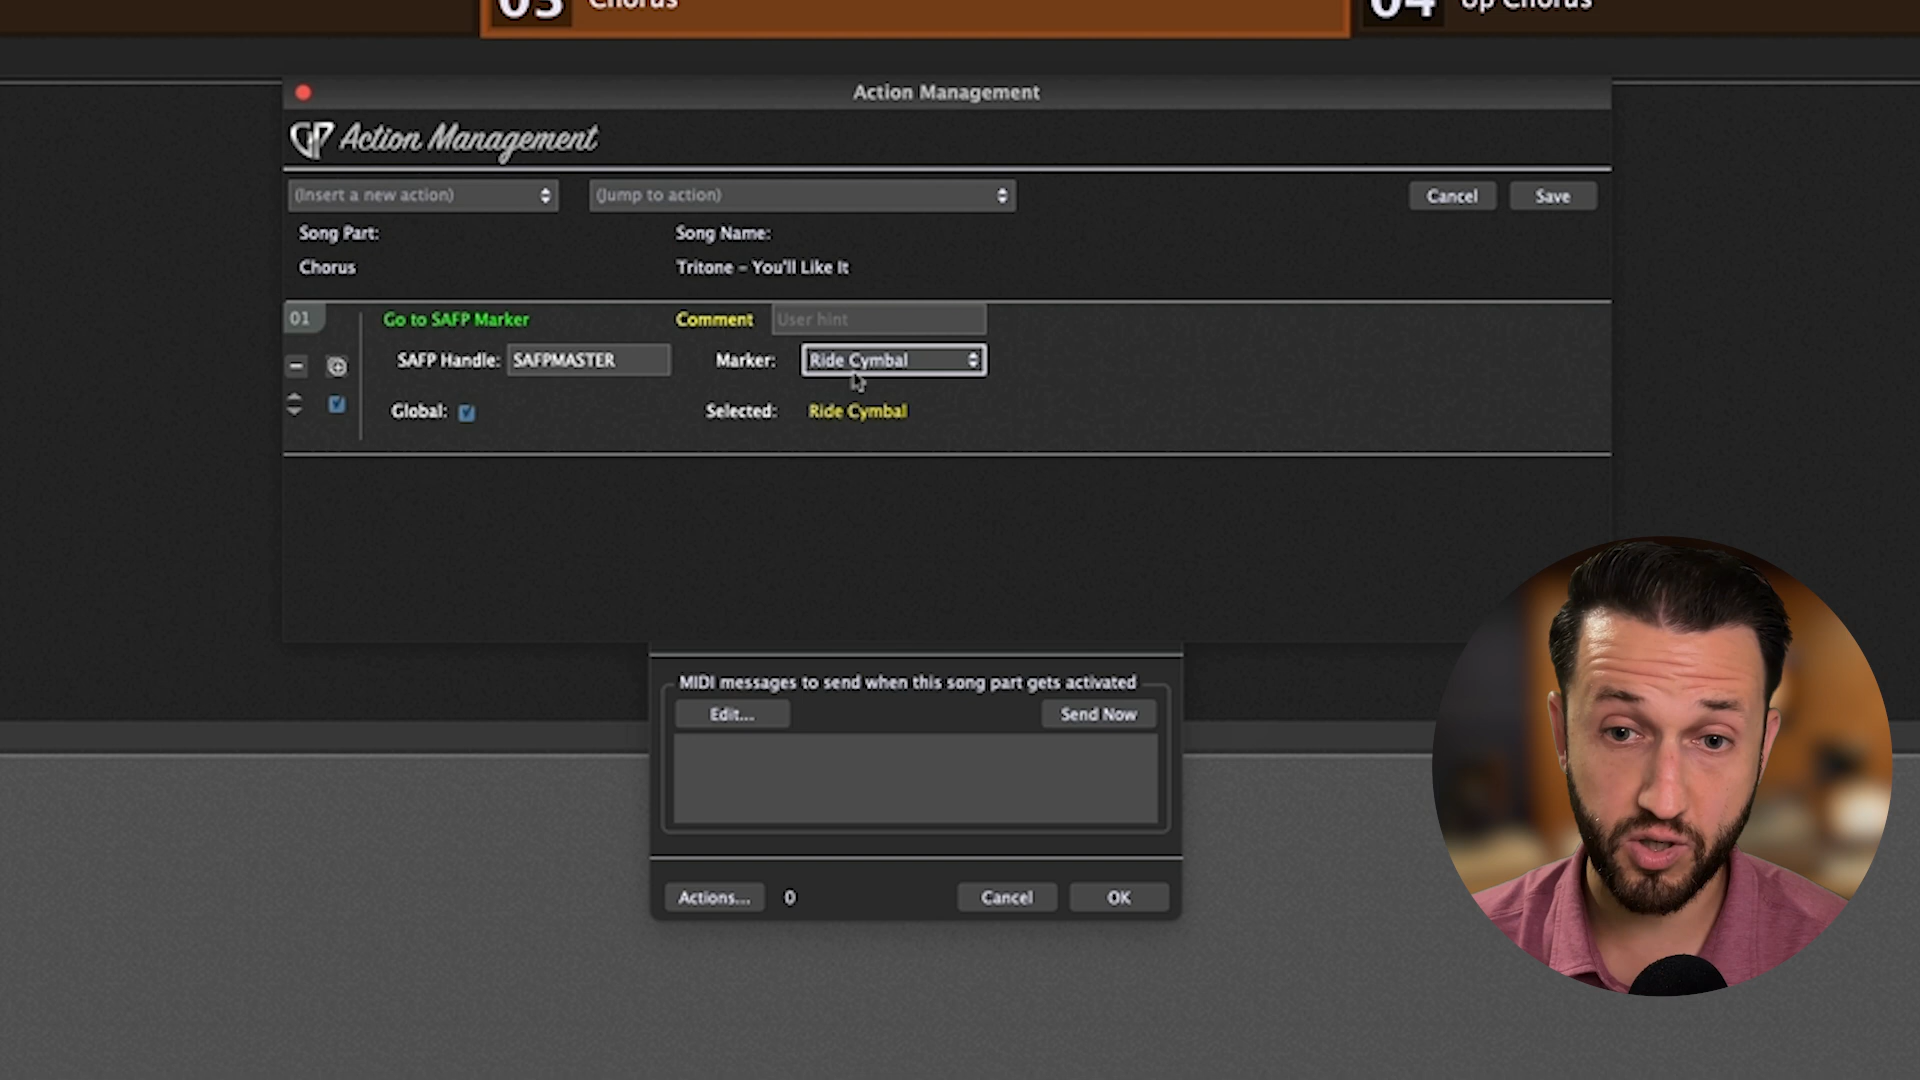 03 Chorus
04 Up Chorus
Action Management
GP Action Management
(Insert a new action)
(Jump to action)
Cancel
Save
Song Part:
Song Name:
Chorus
Tritone - You'll Like It
01
Go to SAFP Marker
Comment
User hint
SAFP Handle:
SAFPMASTER
Marker:
Ride Cymbal
Global:
Selected:
Ride Cymbal
MIDI messages to send when this song part gets activated
Edit...
Send Now
Actions...
0
Cancel
OK